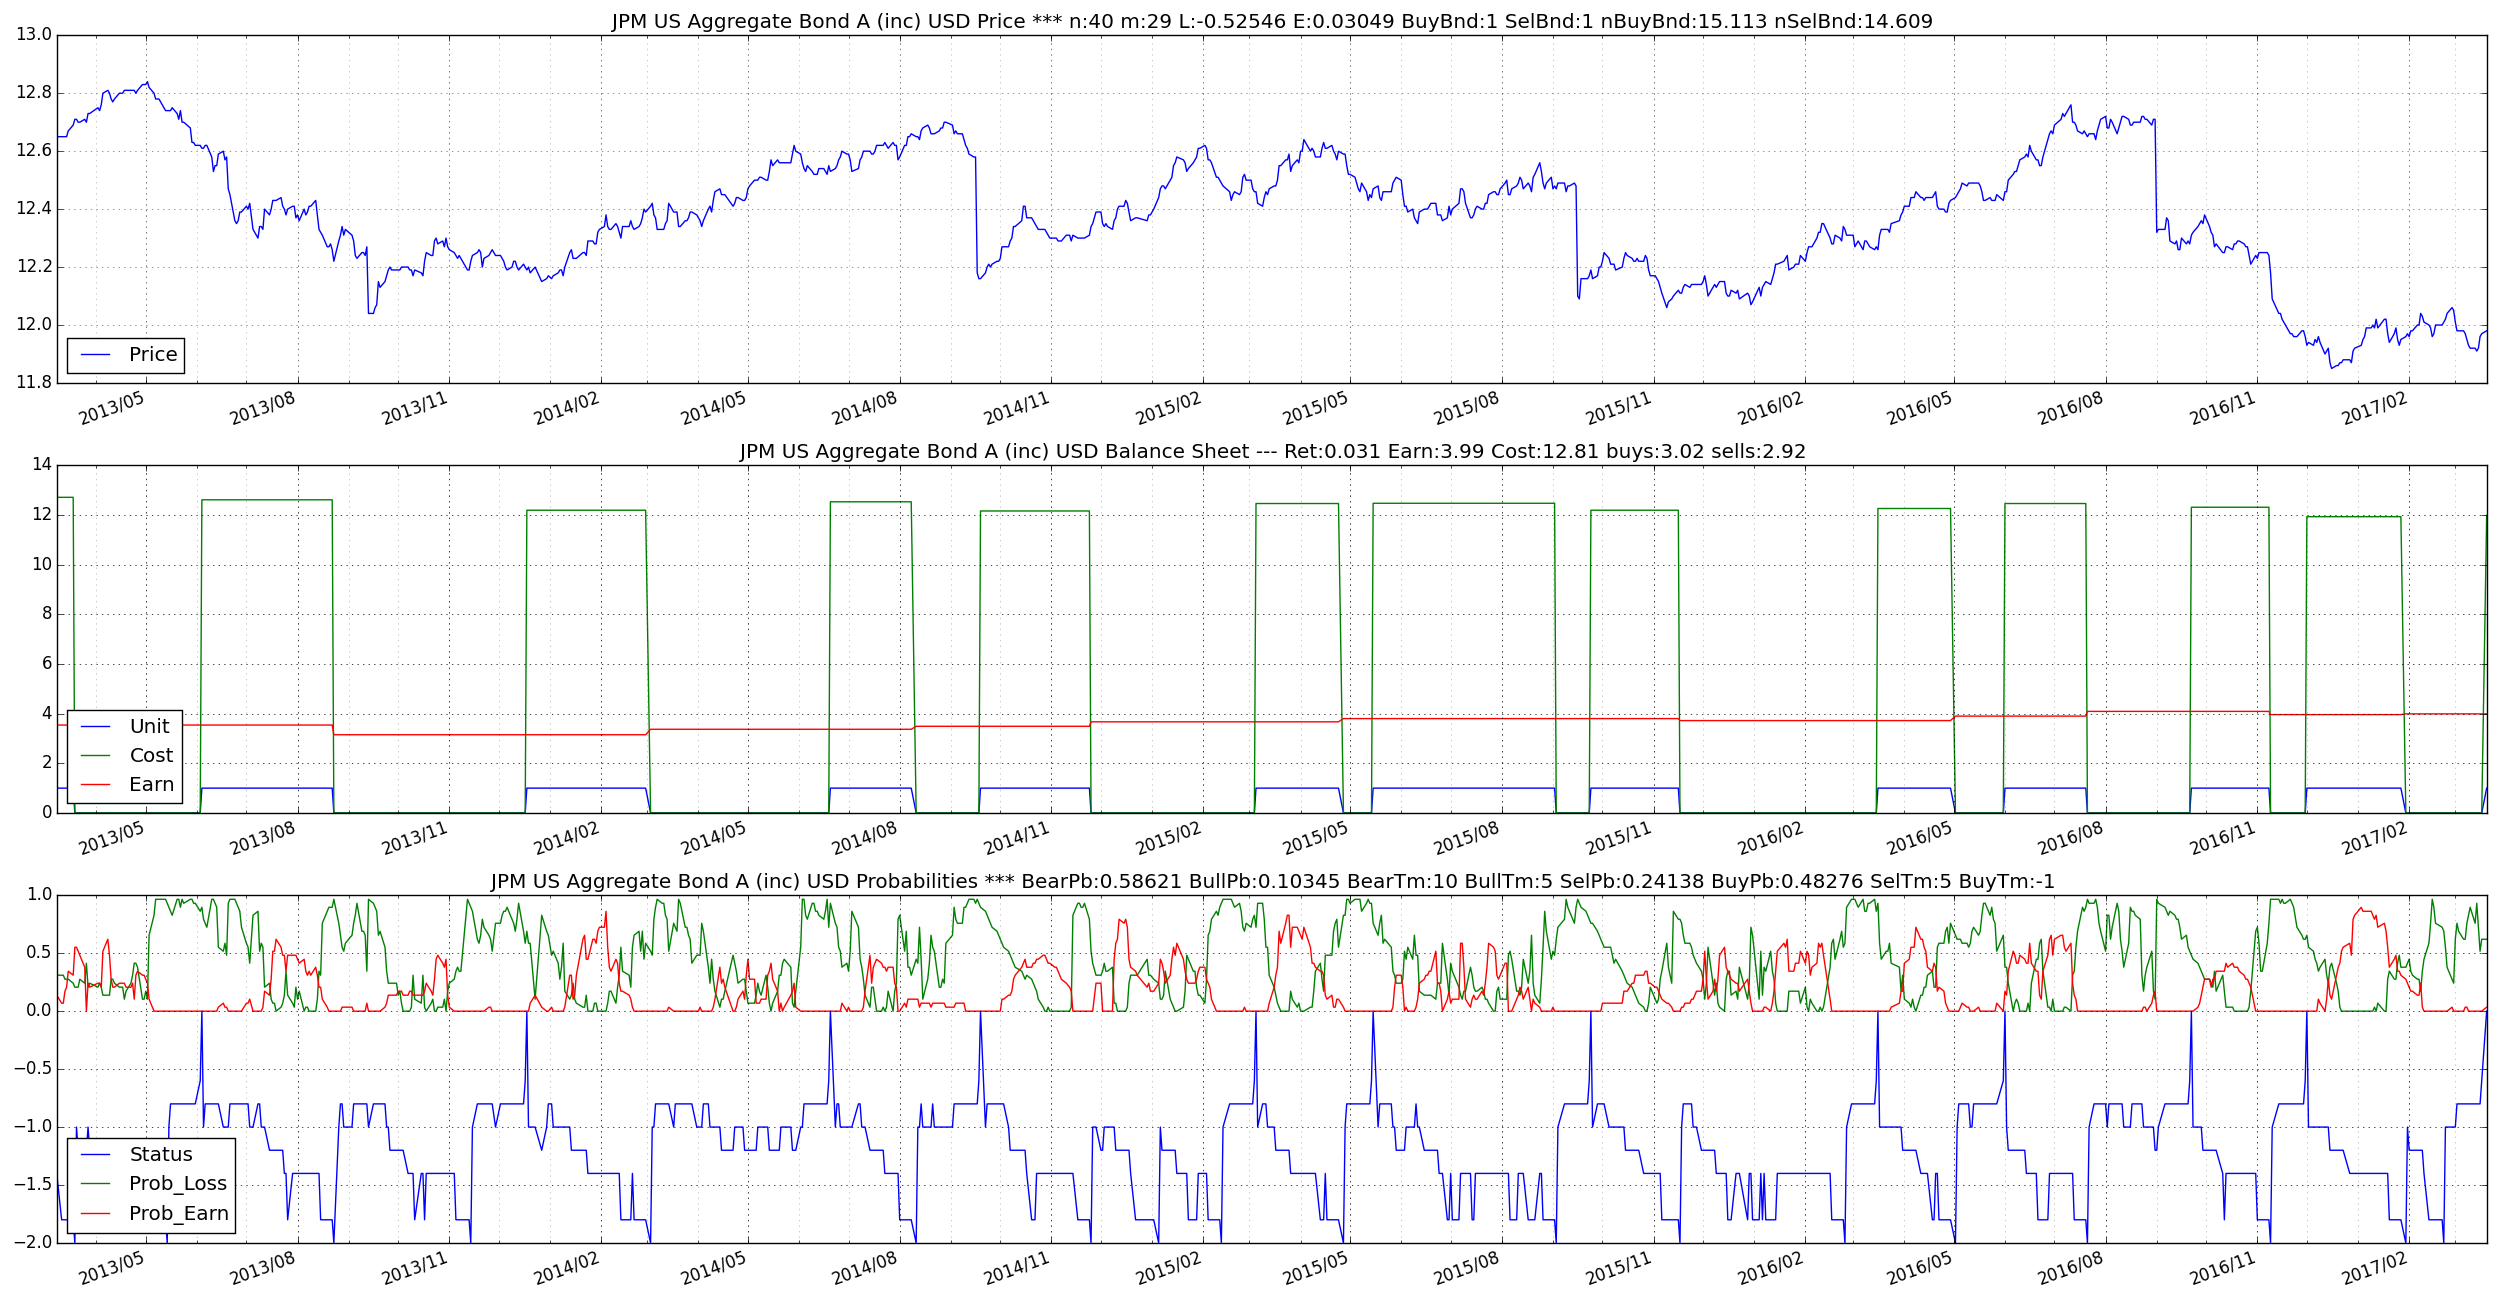 JPM US Aggregate Bond A (inc) USD Price *** n:40 m:29 L:-0.52546 E:0.03049 BuyBnd:1 SelBnd:1 nBuyBnd:15.113 nSelBnd:14.609
13.0
12.8
12.6
12.4
12.2
12.0
11.8
Price
2013/05 2013/08 2013/11 2014/02 2014/05 2014/08 2014/11 2015/02 2015/05 2015/08 2015/11 2016/02 2016/05 2016/08 2016/11 2017/02
JPM US Aggregate Bond A (inc) USD Balance Sheet --- Ret:0.031 Earn:3.99 Cost:12.81 buys:3.02 sells:2.92
14
12
10
8
6
4
2
0
Unit
Cost
Earn
2013/05 2013/08 2013/11 2014/02 2014/05 2014/08 2014/11 2015/02 2015/05 2015/08 2015/11 2016/02 2016/05 2016/08 2016/11 2017/02
JPM US Aggregate Bond A (inc) USD Probabilities *** BearPb:0.58621 BullPb:0.10345 BearTm:10 BullTm:5 SelPb:0.24138 BuyPb:0.48276 SelTm:5 BuyTm:-1
1.0
0.5
0.0
−0.5
−1.0
−1.5
−2.0
Status
Prob_Loss
Prob_Earn
2013/05 2013/08 2013/11 2014/02 2014/05 2014/08 2014/11 2015/02 2015/05 2015/08 2015/11 2016/02 2016/05 2016/08 2016/11 2017/02